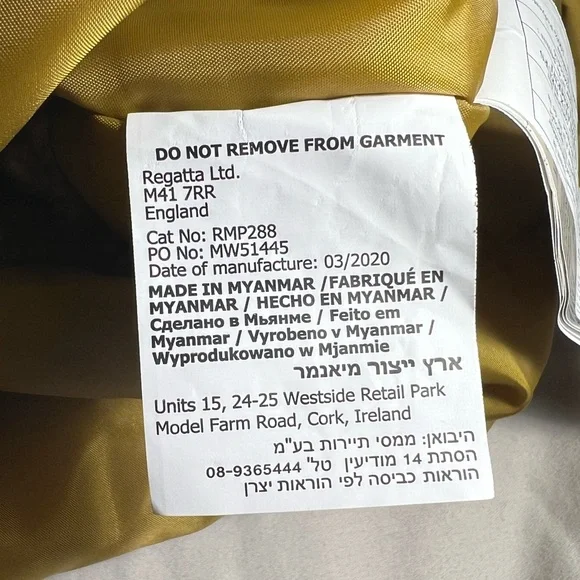 DO NOT REMOVE FROM GARMENT
Regatta Ltd.
M41 7RR
England
Cat No: RMP288
PO No: MW51445
Date of manufacture: 03/2020
MADE IN MYANMAR /FABRIQUÉ EN
MYANMAR / HECHO EN MYANMAR /
Сделано в Мьянме / Feito em
Myanmar / Vyrobeno v Myanmar /
Wyprodukowano w Mjanmie
ארץ ייצור מיאנמר
Units 15, 24-25 Westside Retail Park
Model Farm Road, Cork, Ireland
היבואן: ממסי תיירות בע"מ
הסתת 14 מודיעין טל' 08-9365444
הוראות כביסה לפי הוראות יצרן